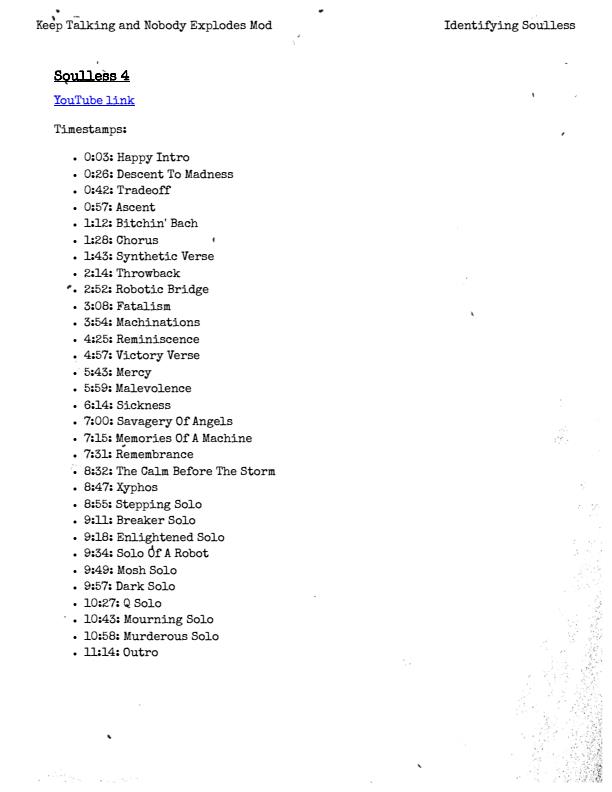 Keep Talking and Nobody Explodes Mod
Identifying Soulless
Soulless 4
YouTube link
Timestamps:
• 0:03: Happy Intro
• 0:26: Descent To Madness
• 0:42: Tradeoff
• 0:57: Ascent
• 1:12: Bitchin' Bach
• 1:28: Chorus
• 1:43: Synthetic Verse
• 2:14: Throwback
• 2:52: Robotic Bridge
• 3:08: Fatalism
• 3:54: Machinations
• 4:25: Reminiscence
• 4:57: Victory Verse
• 5:43: Mercy
• 5:59: Malevolence
• 6:14: Sickness
• 7:00: Savagery Of Angels
• 7:15: Memories Of A Machine
• 7:31: Remembrance
• 8:32: The Calm Before The Storm
• 8:47: Xyphos
• 8:55: Stepping Solo
• 9:11: Breaker Solo
• 9:18: Enlightened Solo
• 9:34: Solo Of A Robot
• 9:49: Mosh Solo
• 9:57: Dark Solo
• 10:27: Q Solo
• 10:43: Mourning Solo
• 10:58: Murderous Solo
• 11:14: Outro